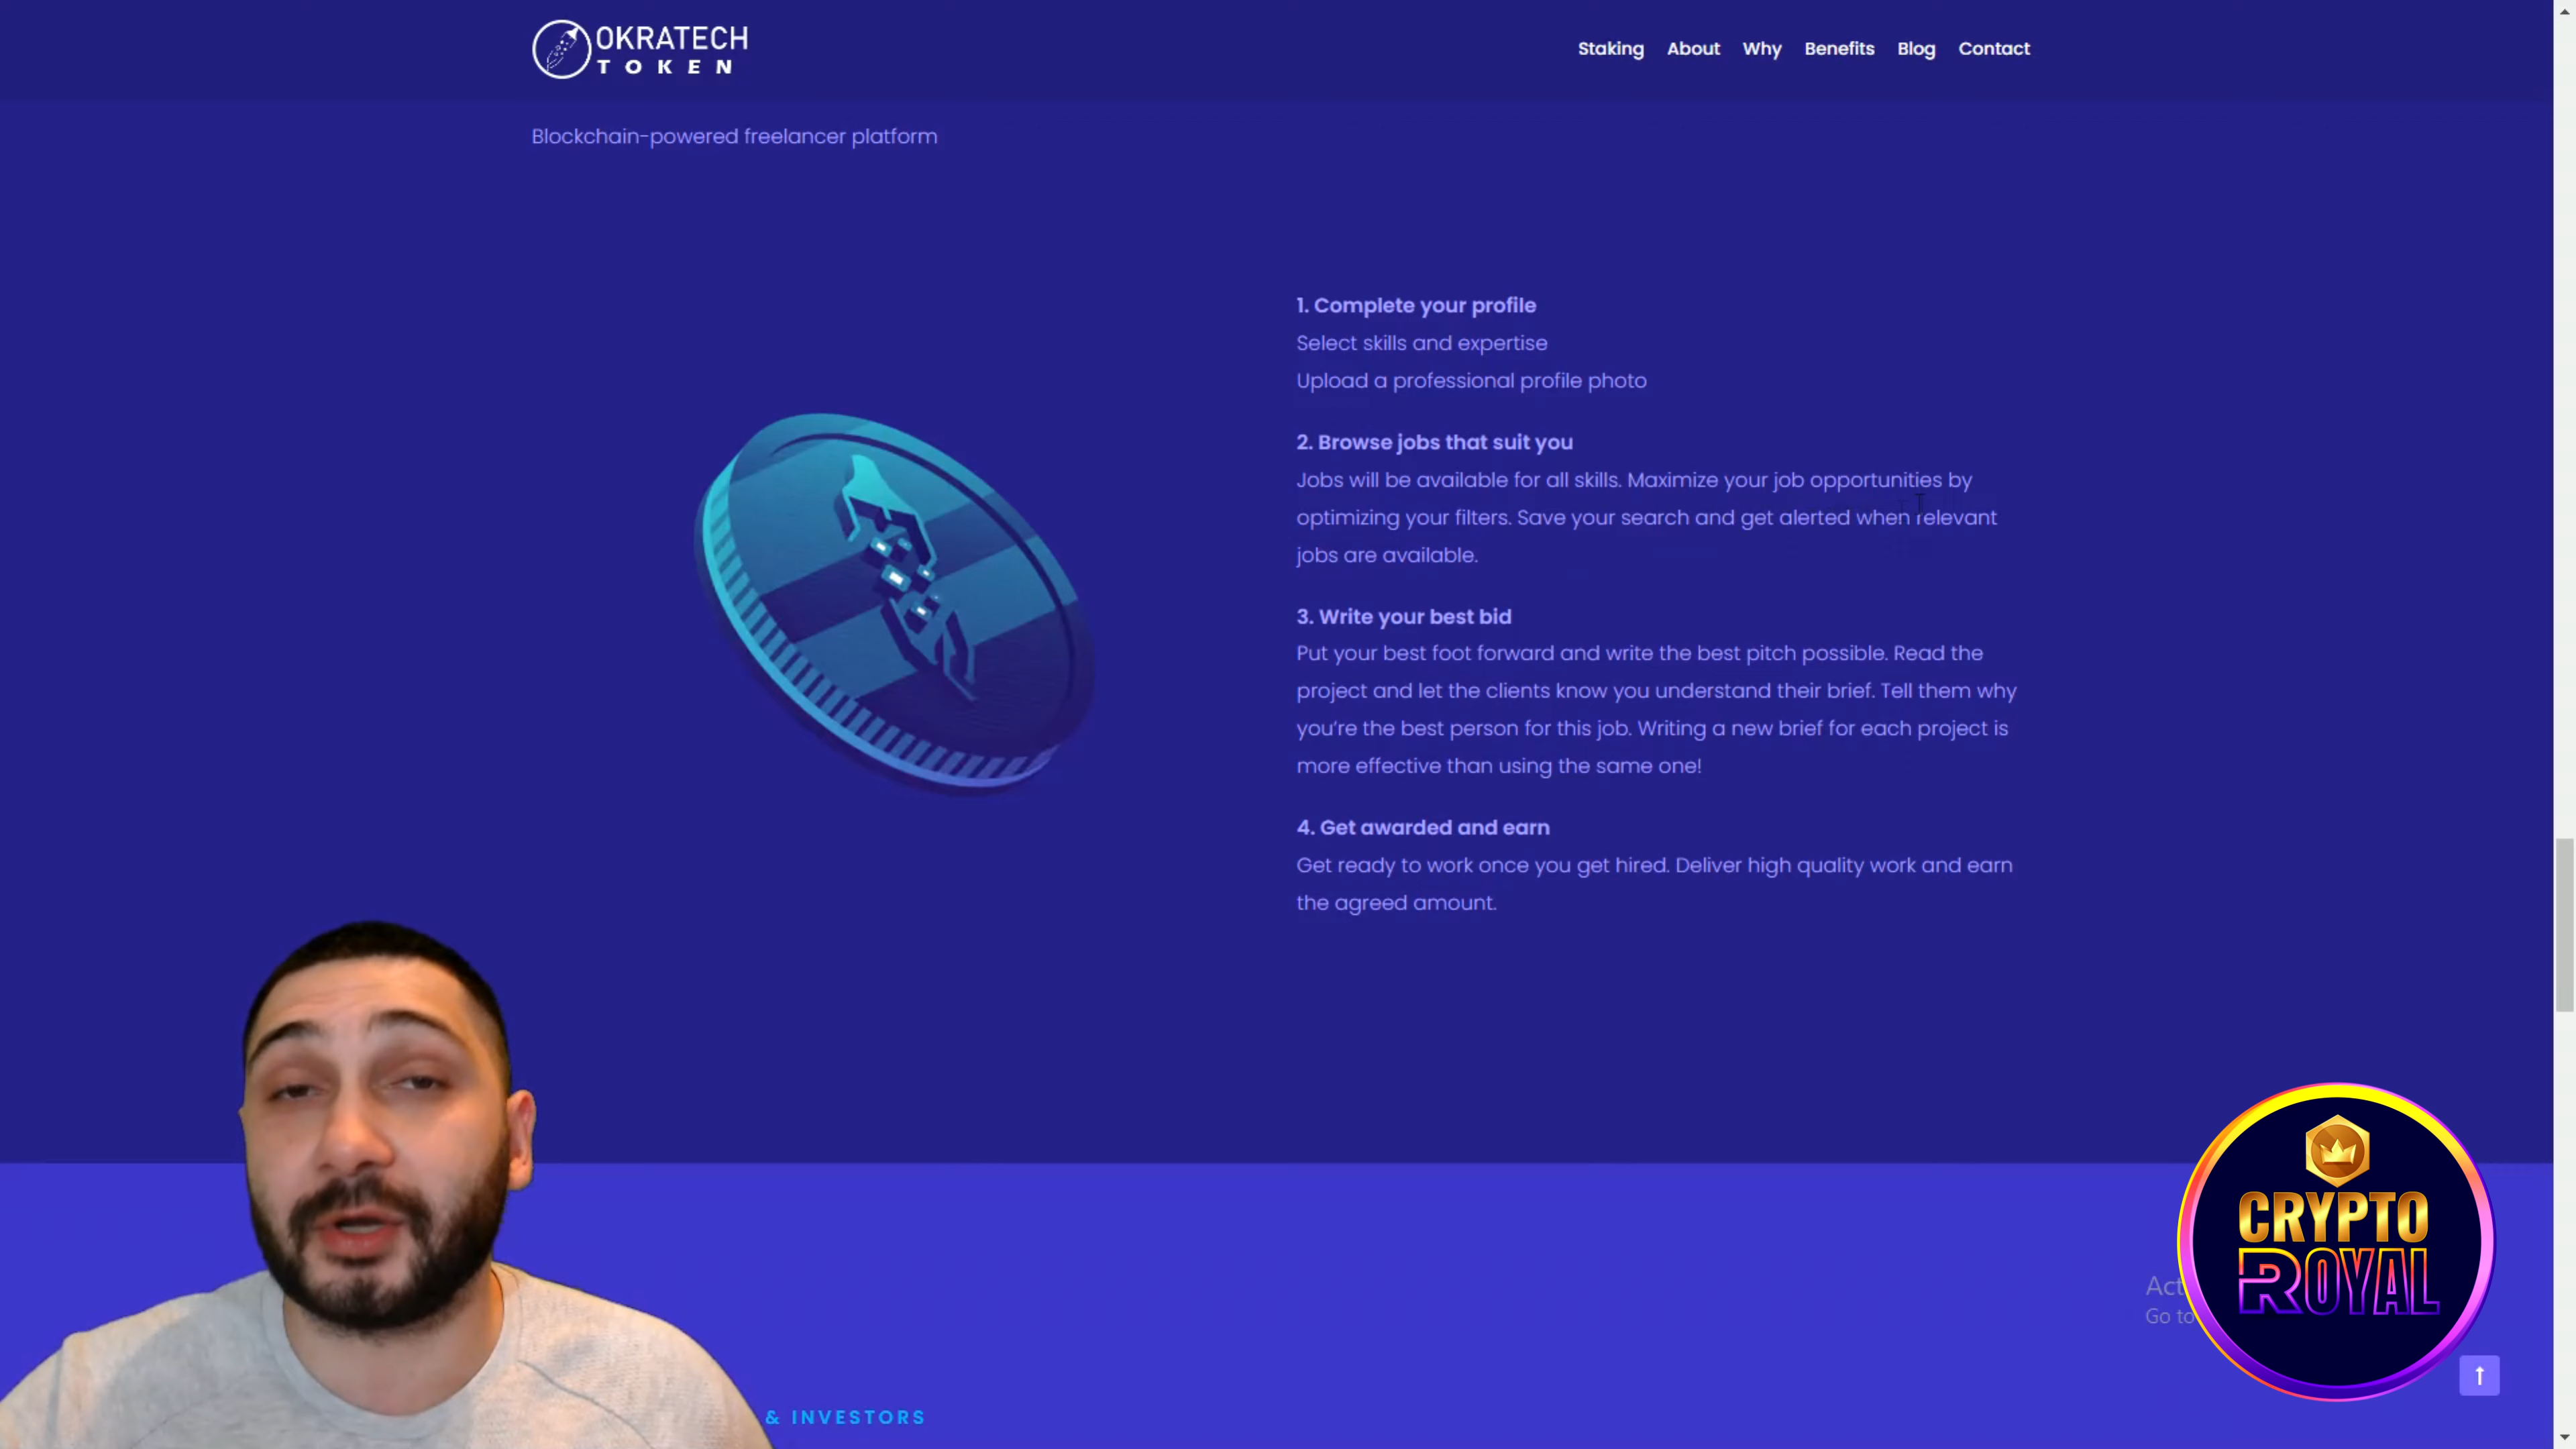 OKRATECH
TOKEN
Staking About Why Benefits Blog Contact
Blockchain-powered freelancer platform
1. Complete your profile
Select skills and expertise
Upload a professional profile photo
2. Browse jobs that suit you
Jobs will be available for all skills. Maximize your job opportunities by
optimizing your filters. Save your search and get alerted when relevant
jobs are available.
3. Write your best bid
Put your best foot forward and write the best pitch possible. Read the
project and let the clients know you understand their brief. Tell them why
you're the best person for this job. Writing a new brief for each project is
more effective than using the same one!
4. Get awarded and earn
Get ready to work once you get hired. Deliver high quality work and earn
the agreed amount.
CRYPTO
ROYAL
Go to
& INVESTORS